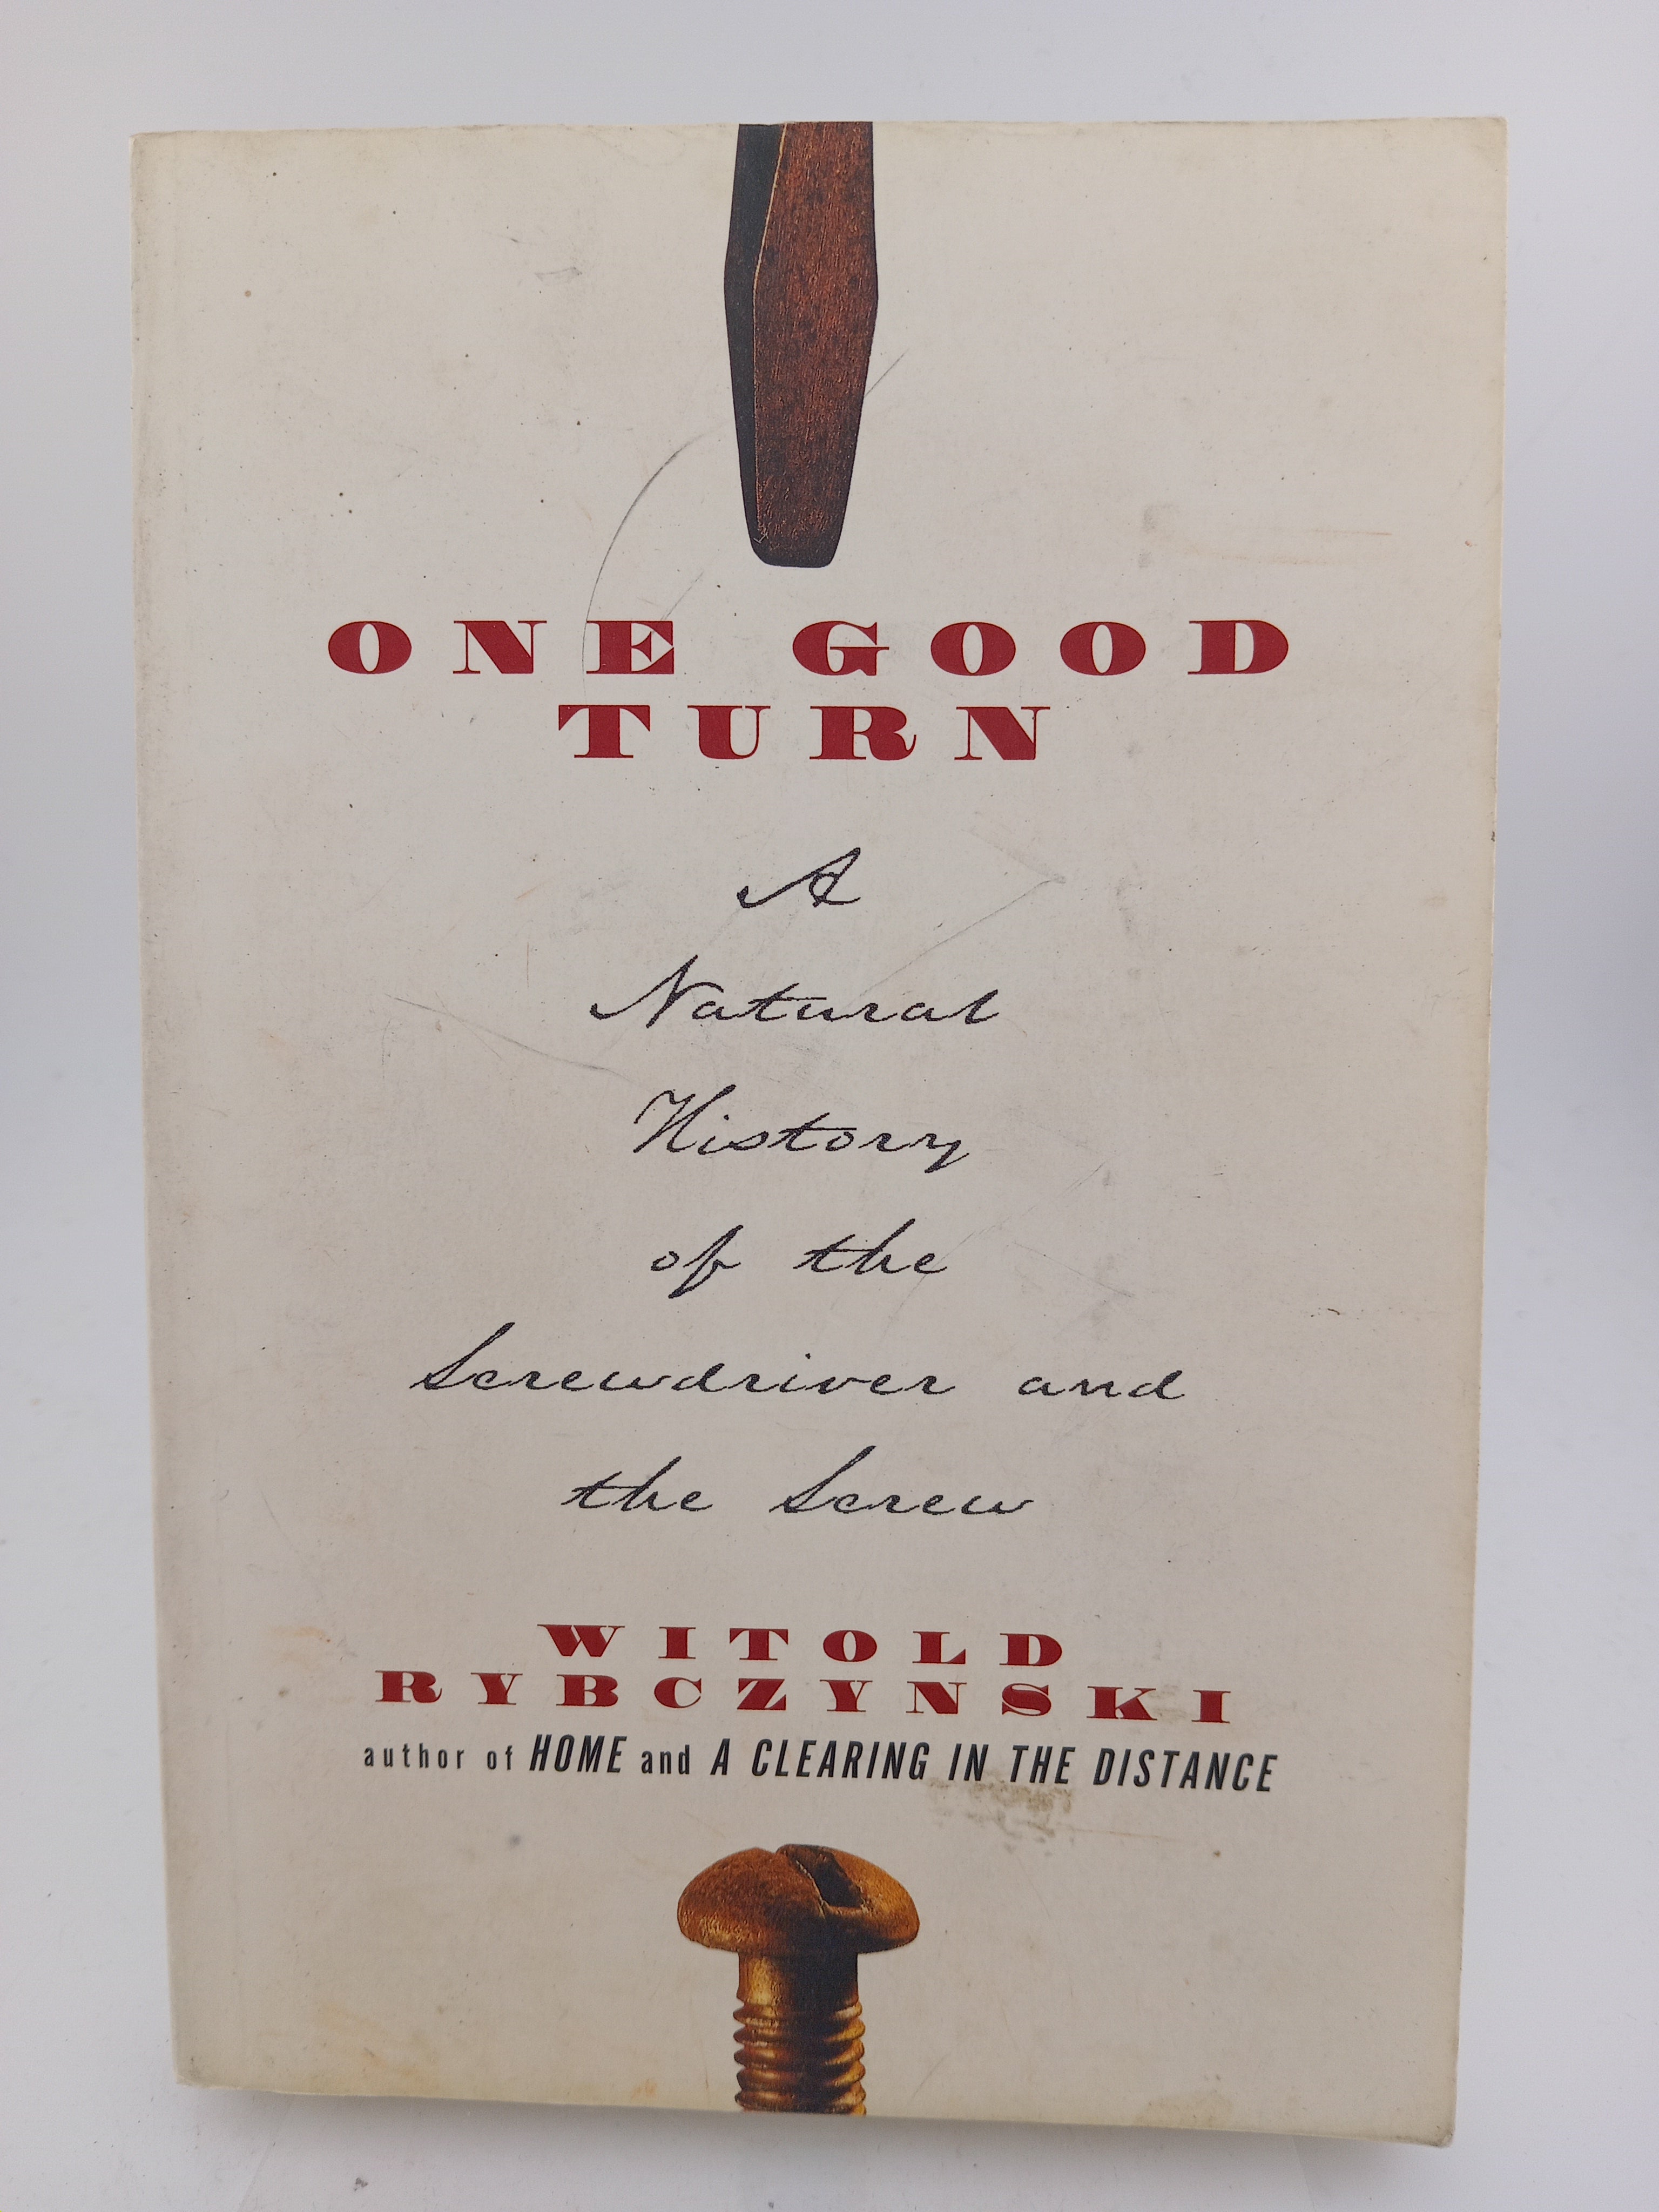 ONE GOOD
TURN
A
Natural
History
of the
Screwdriver and
the Screw
WITOLD
RYBCZYNSKI
author of HOME and A CLEARING IN THE DISTANCE